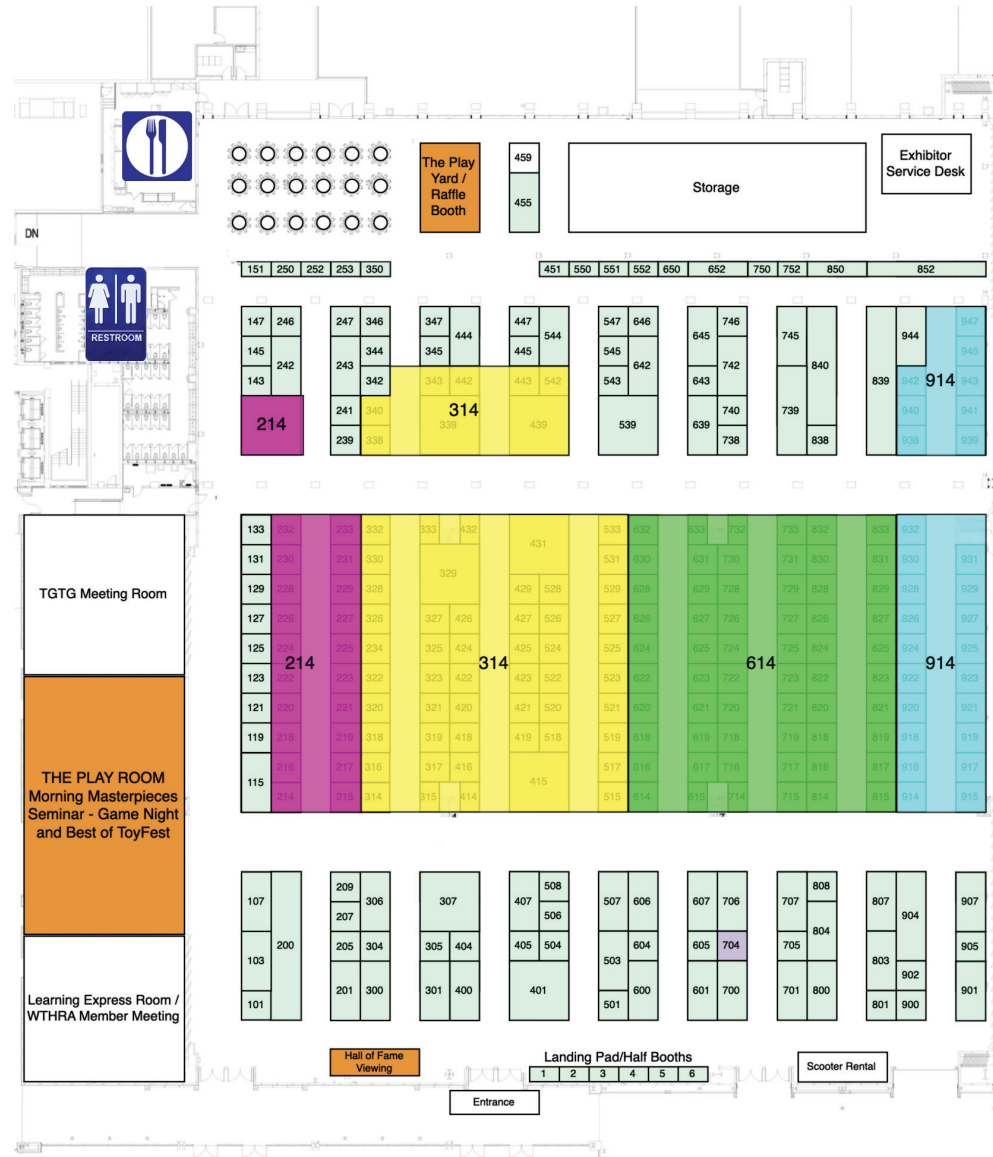 The Play
Yard /
Raffle
Booth
459
455
Storage
Exhibitor
Service Desk
DN
RESTROOM
151 250 252 253 350
451 550 551 552 650 652 750 752 850 852
147 246 247 346 347 444 447 544 547 646 645 746 745 840 839 944 947
145 242 243 344 345 445 545 642 742 945
143 342 343 442 443 542 543 643 942 914 943
214 241 340 314 539 740 739 940 941
239 338 339 439 639 738 838 938 939
133 232 233 332 333 432 431 533 632 633 732 733 832 833 932
131 230 231 330 329 531 630 631 730 731 830 831 930 931
129 228 229 328 429 528 529 628 629 728 729 828 829 928 929
127 226 227 326 327 426 427 526 527 626 627 726 727 826 827 926 927
125 224 225 234 325 424 425 524 525 624 625 724 725 824 825 924 925
123 222 223 322 323 422 423 522 523 622 623 722 723 822 823 922 923
214 314 614 914
121 220 221 320 321 420 421 520 521 620 621 720 721 820 821 920 921
119 218 219 318 319 418 419 518 519 618 619 718 719 818 819 918 919
115 216 217 316 317 416 415 517 616 617 716 717 816 817 916 917
214 215 314 315 414 515 614 615 714 715 814 815 914 915
TGTG Meeting Room
THE PLAY ROOM
Morning Masterpieces
Seminar - Game Night
and Best of ToyFest
Learning Express Room /
WTHRA Member Meeting
107 200 209 306 307 407 508 507 606 607 706 707 808 807 904 907
207 506 804
103 205 304 305 404 405 504 503 604 605 704 705 803 905
101 201 300 301 400 401 501 600 601 700 701 800 801 902 900 901
Hall of Fame
Viewing
Landing Pad/Half Booths
1 2 3 4 5 6
Scooter Rental
Entrance